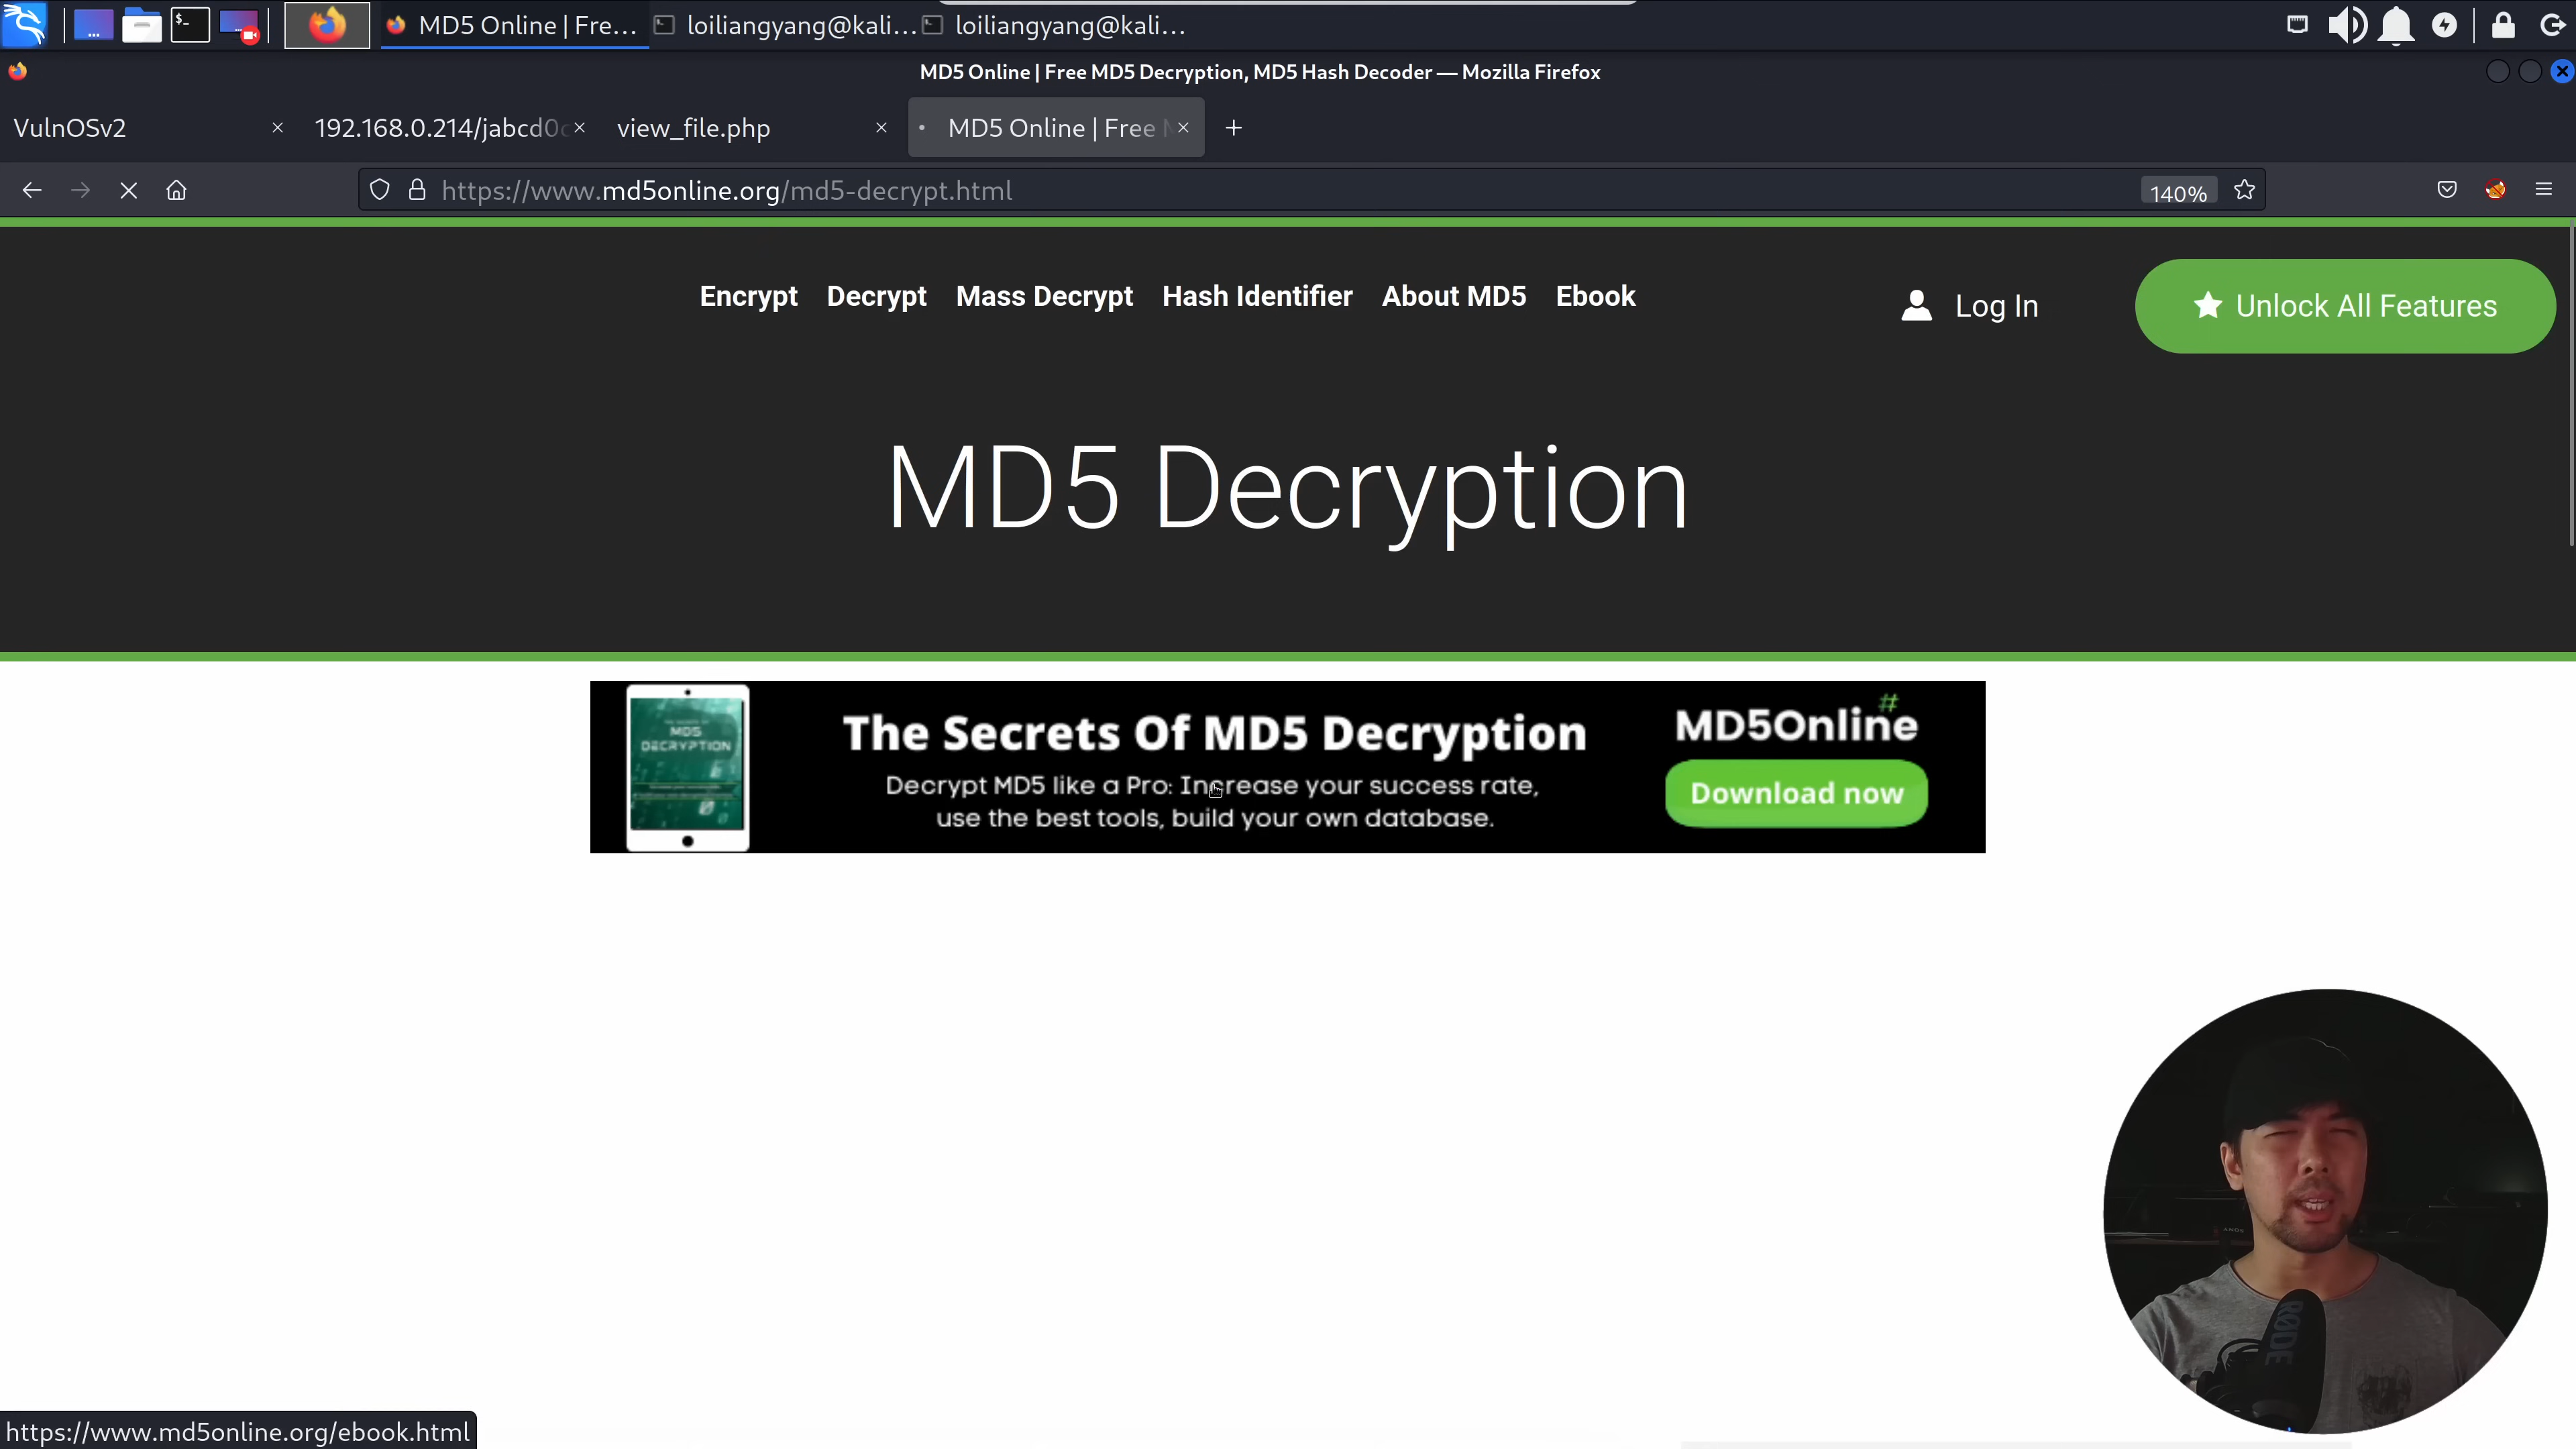 MD5 Online | Fre...
loiliangyang@kali...
loiliangyang@kali...
MD5 Online | Free MD5 Decryption, MD5 Hash Decoder — Mozilla Firefox
VulnOSv2
192.168.0.214/jabcd0c
view_file.php
MD5 Online | Free
https://www.md5online.org/md5-decrypt.html
140%
Encrypt
Decrypt
Mass Decrypt
Hash Identifier
About MD5
Ebook
Log In
Unlock All Features
MD5 Decryption
MD5
DECRYPTION
The Secrets Of MD5 Decryption
Decrypt MD5 like a Pro: Increase your success rate,
use the best tools, build your own database.
#
MD5Online
Download now
RØDE
https://www.md5online.org/ebook.html